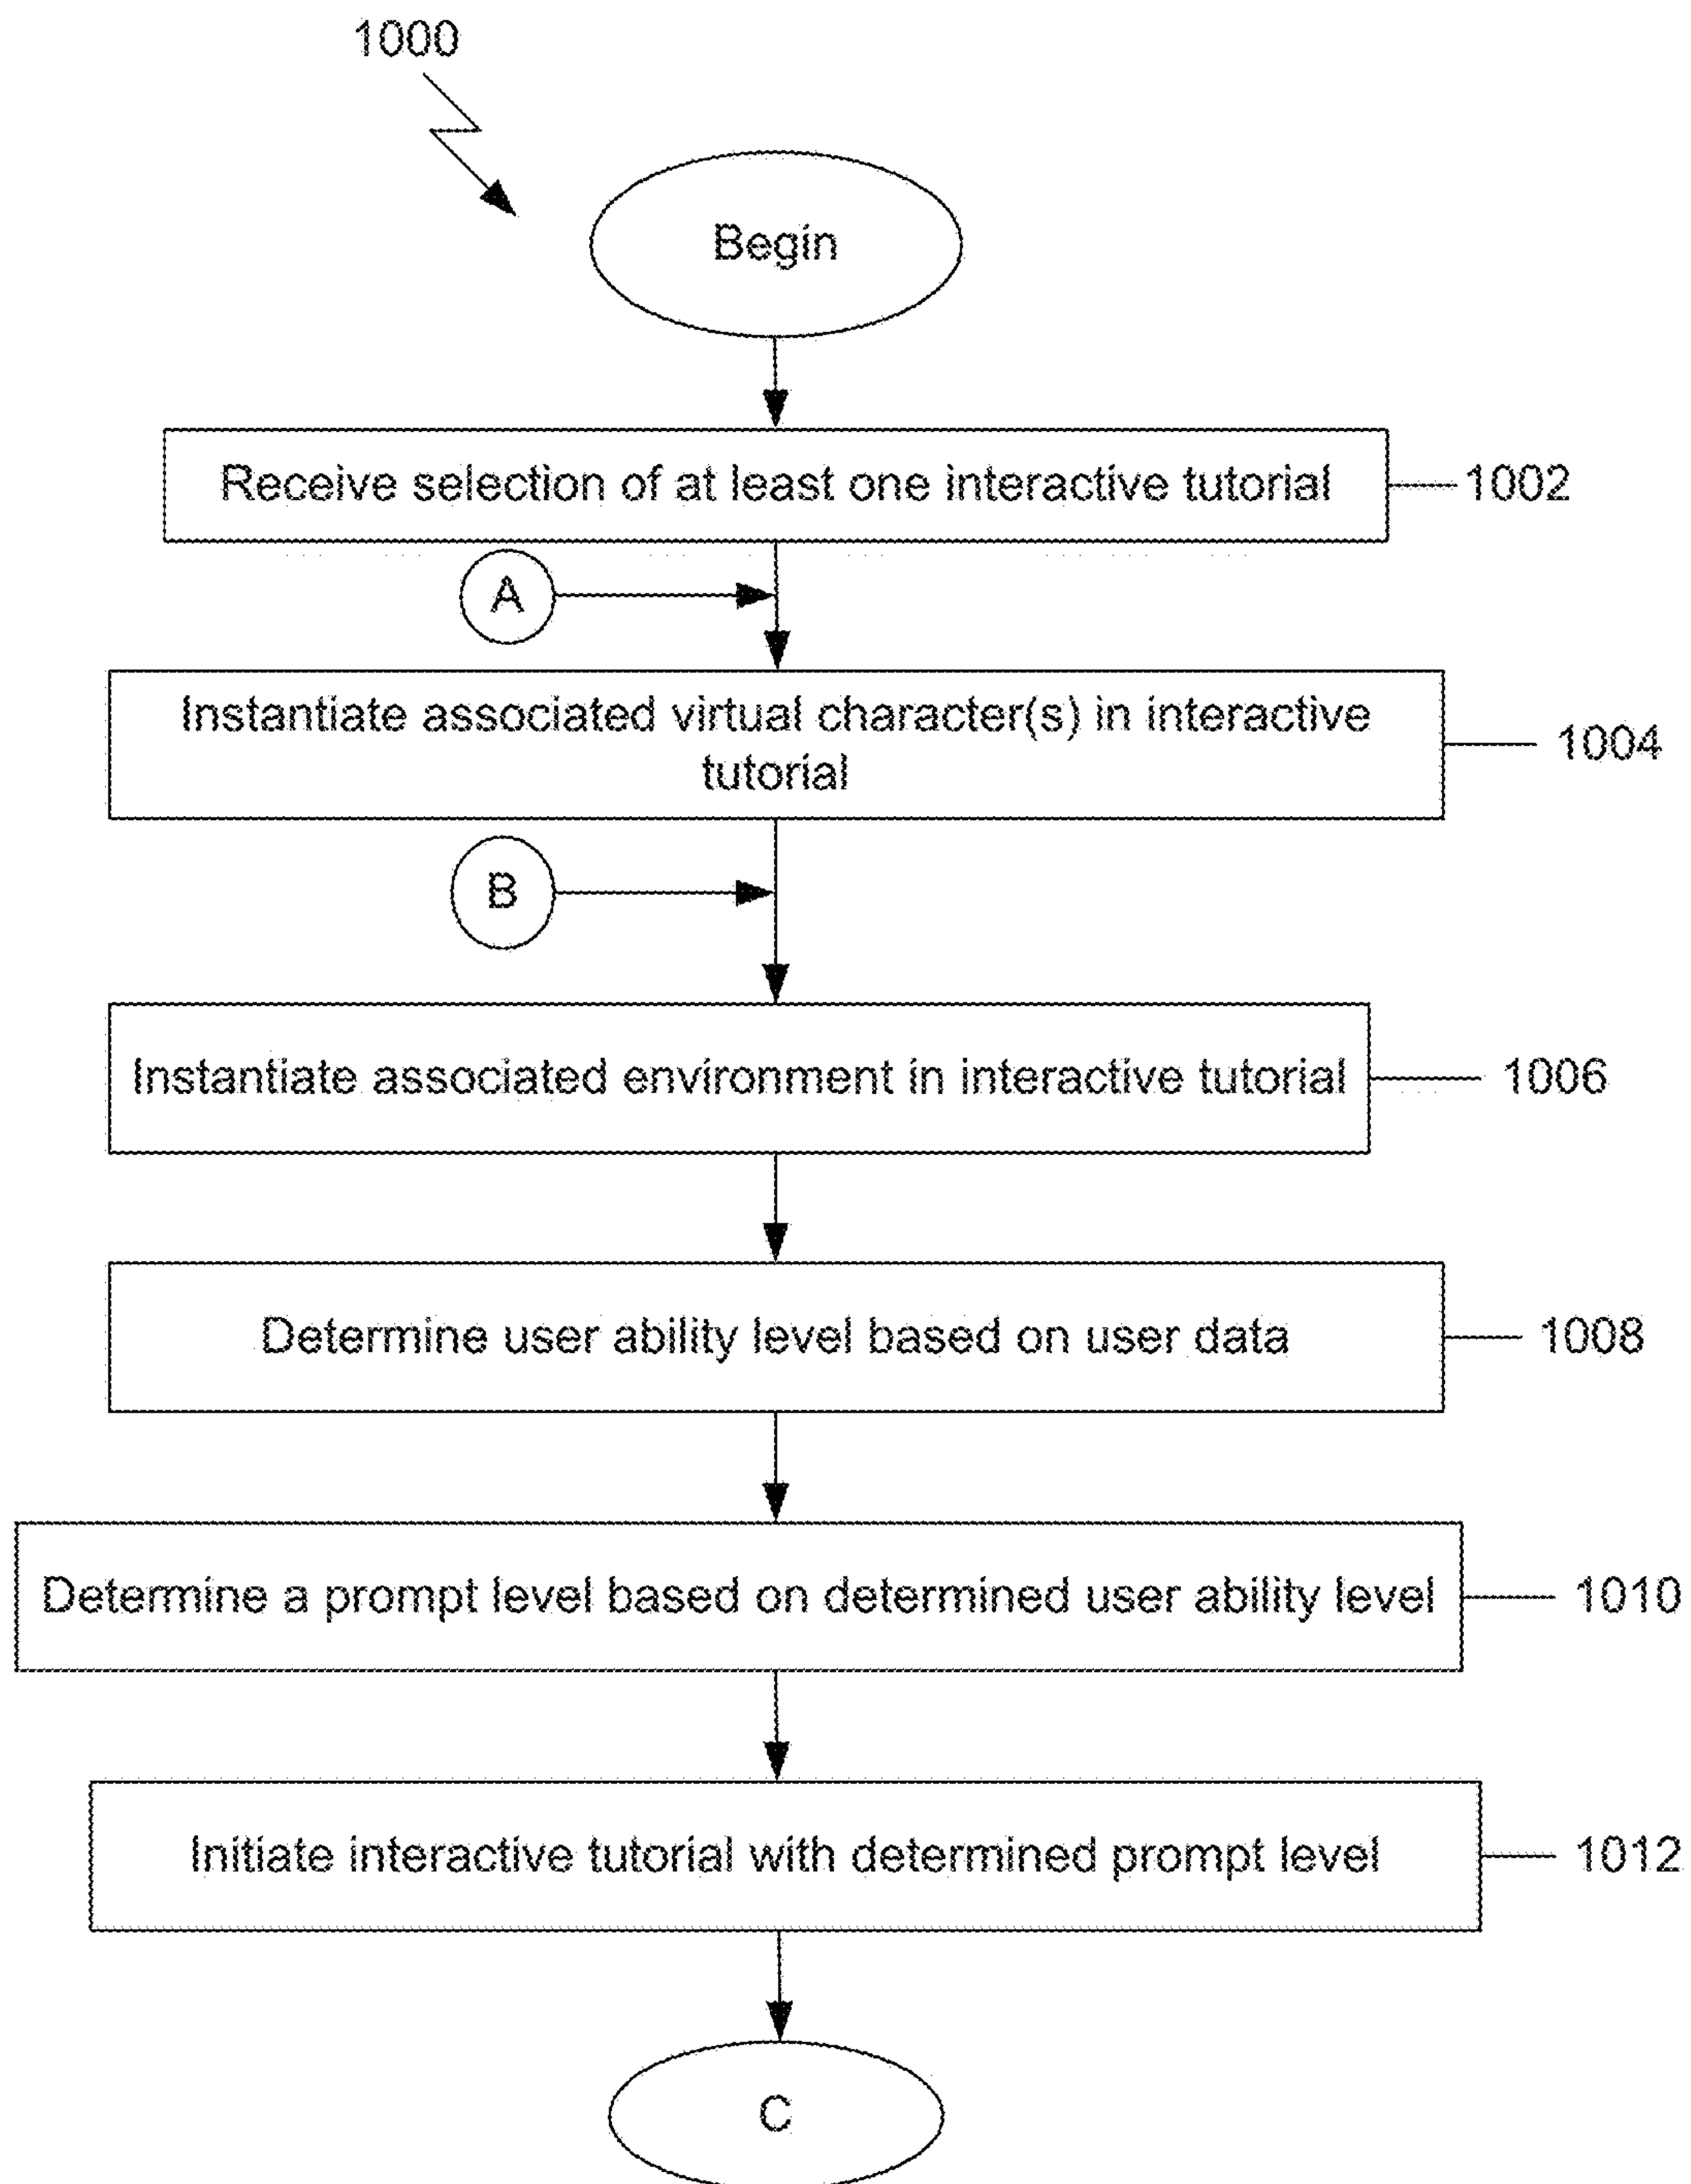 1000
Begin
Receive selection of at least one interactive tutorial
1002
A
Instantiate associated virtual character(s) in interactive
tutorial
1004
B
Instantiate associated environment in interactive tutorial
1006
Determine user ability level based on user data
1008
Determine a prompt level based on determined user ability level
1010
Initiate interactive tutorial with determined prompt level
1012
C